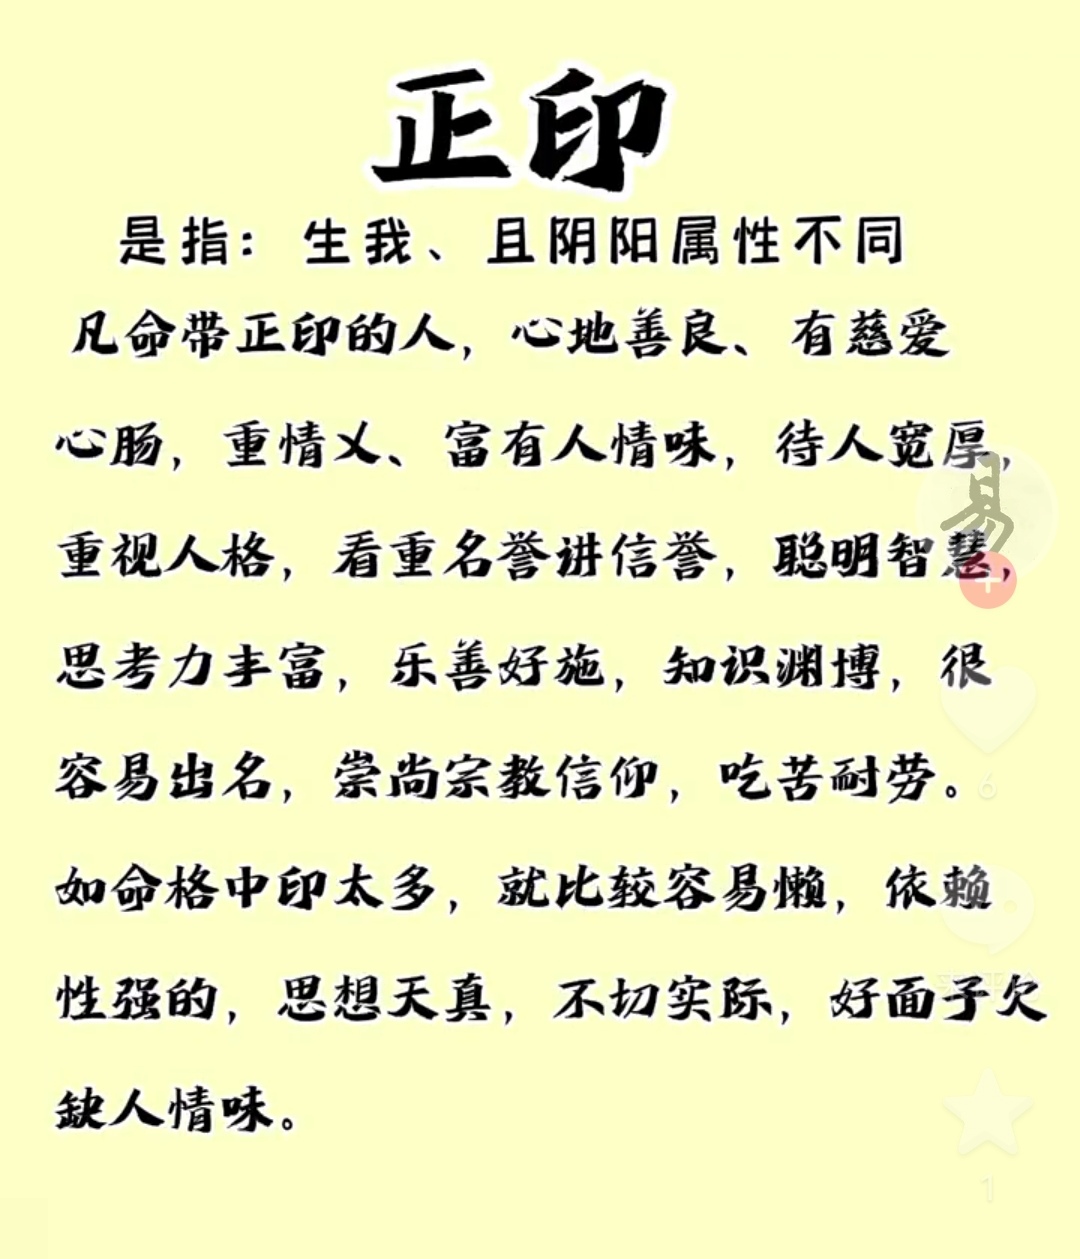 正印
是指：生我、且阴阳属性不同
凡命带正印的人，心地善良、有慈爱
心肠，重情义、富有人情味，待人宽厚，
重视人格，看重名誉讲信誉，聪明智慧，
思考力丰富，乐善好施，知识渊博，很
容易出名，崇尚宗教信仰，吃苦耐劳。
如命格中印太多，就比较容易懒，依赖
性强的，思想天真，不切实际，好面子欠
缺人情味。
易
6
1